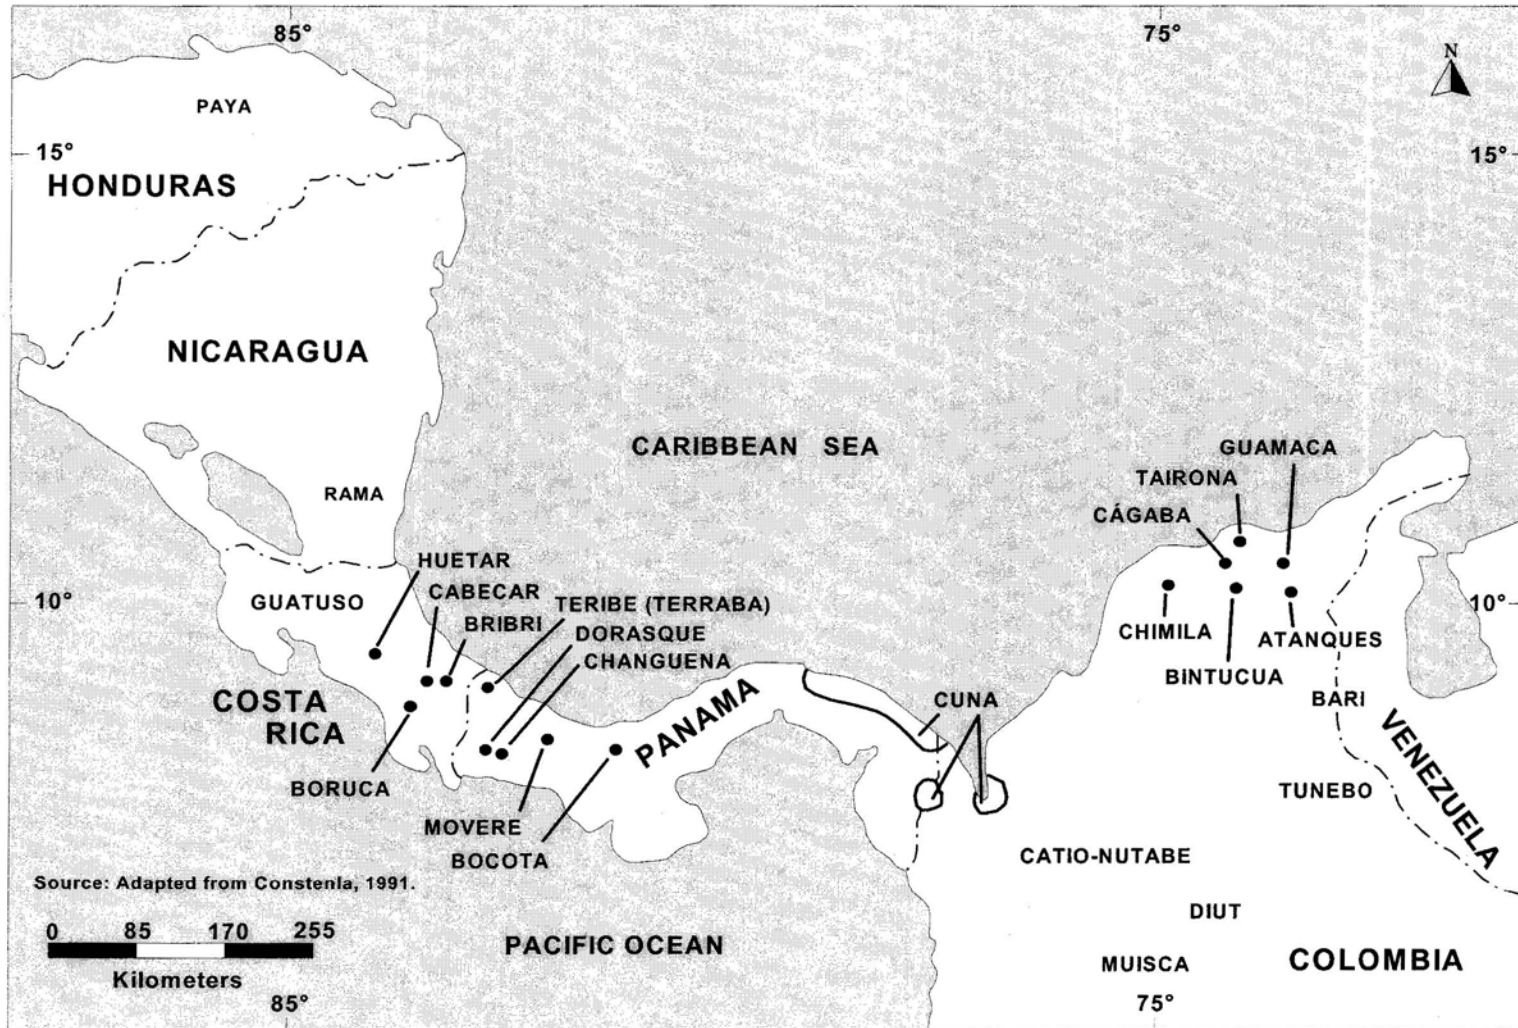 85°
75°
N
PAYA
15°
15°
HONDURAS
NICARAGUA
CARIBBEAN SEA
GUAMACA
TAIRONA
CÁGABA
RAMA
HUETAR
CABECAR
BRIBRI
GUATUSO
10°
10°
TERIBE (TERRABA)
DORASQUE
CHANGUENA
CHIMILA
ATANQUES
BINTUCUA
BARI
COSTA
RICA
PANAMA
CUNA
VENEZUELA
BORUCA
TUNEBO
MOVERE
BOCOTA
CATIO-NUTABE
Source: Adapted from Constenla, 1991.
DIUT
0 85 170 255
Kilometers
PACIFIC OCEAN
MUISCA
COLOMBIA
85°
75°